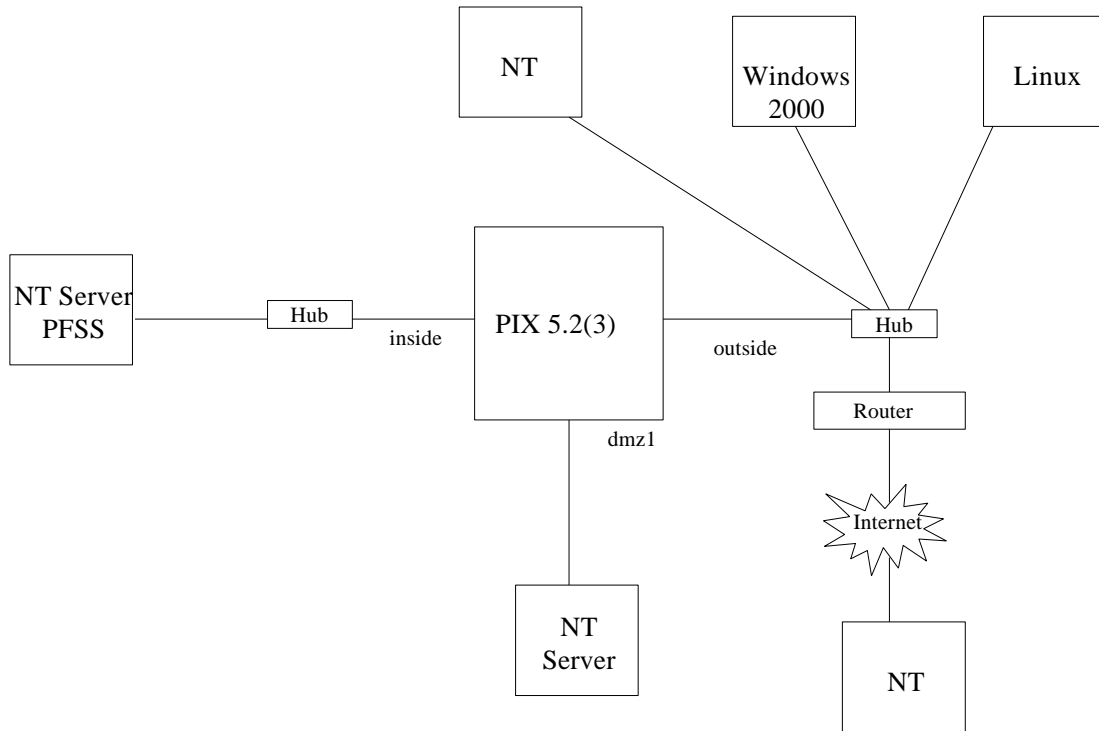 NT
Windows
2000
Linux
NT Server
PFSS
Hub
inside
PIX 5.2(3)
outside
Hub
dmz1
Router
Internet
NT
Server
NT